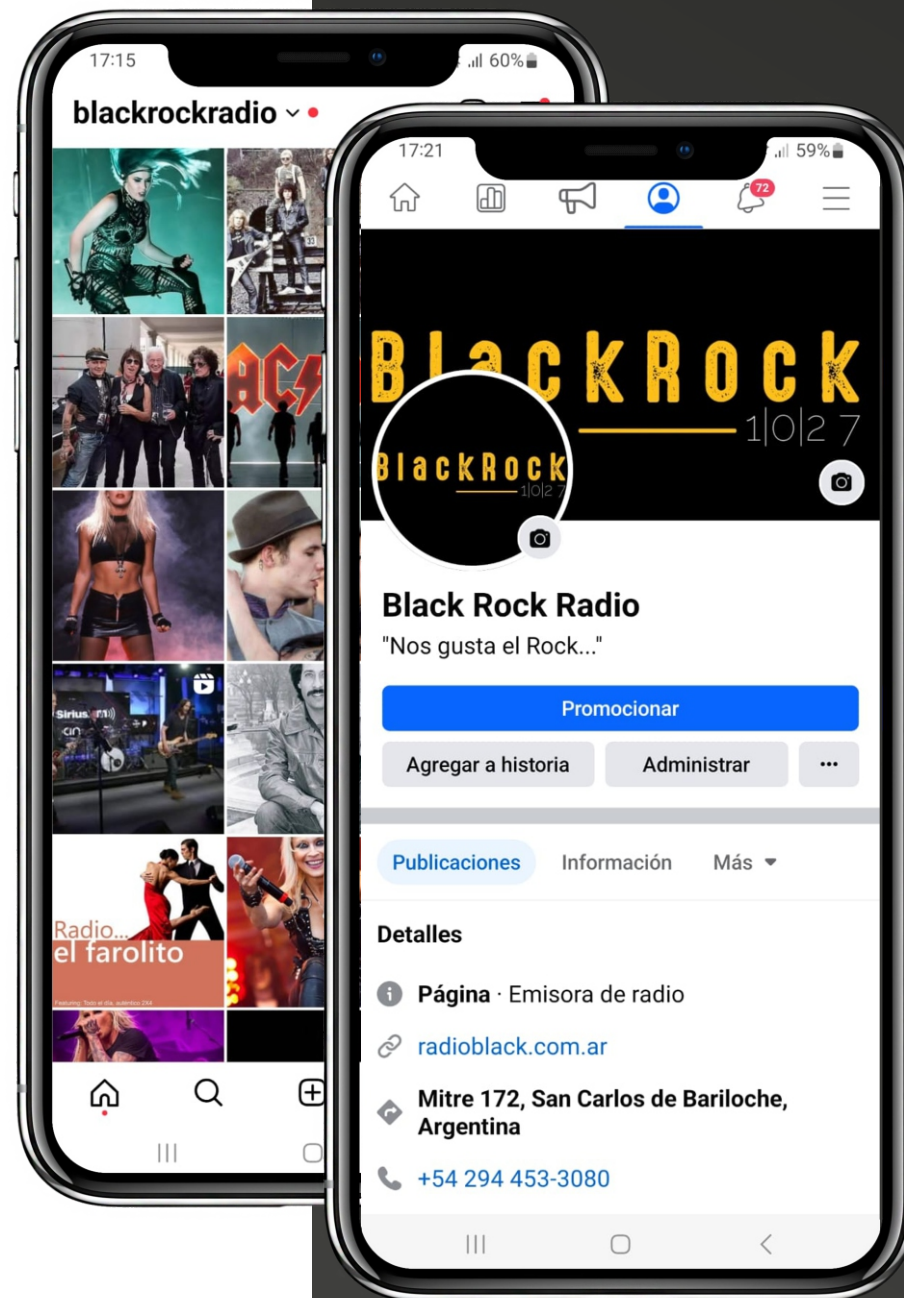 17:15
60%
blackrockradio
AC
Sirius
Radio...
el farolito
17:21
59%
72
BlackRock
1|0|2 7
BlackRock
1|0|2 7
Black Rock Radio
"Nos gusta el Rock..."
Promocionar
Agregar a historia
Administrar
Publicaciones
Información
Más
Detalles
Página · Emisora de radio
radioblack.com.ar
Mitre 172, San Carlos de Bariloche,
Argentina
+54 294 453-3080